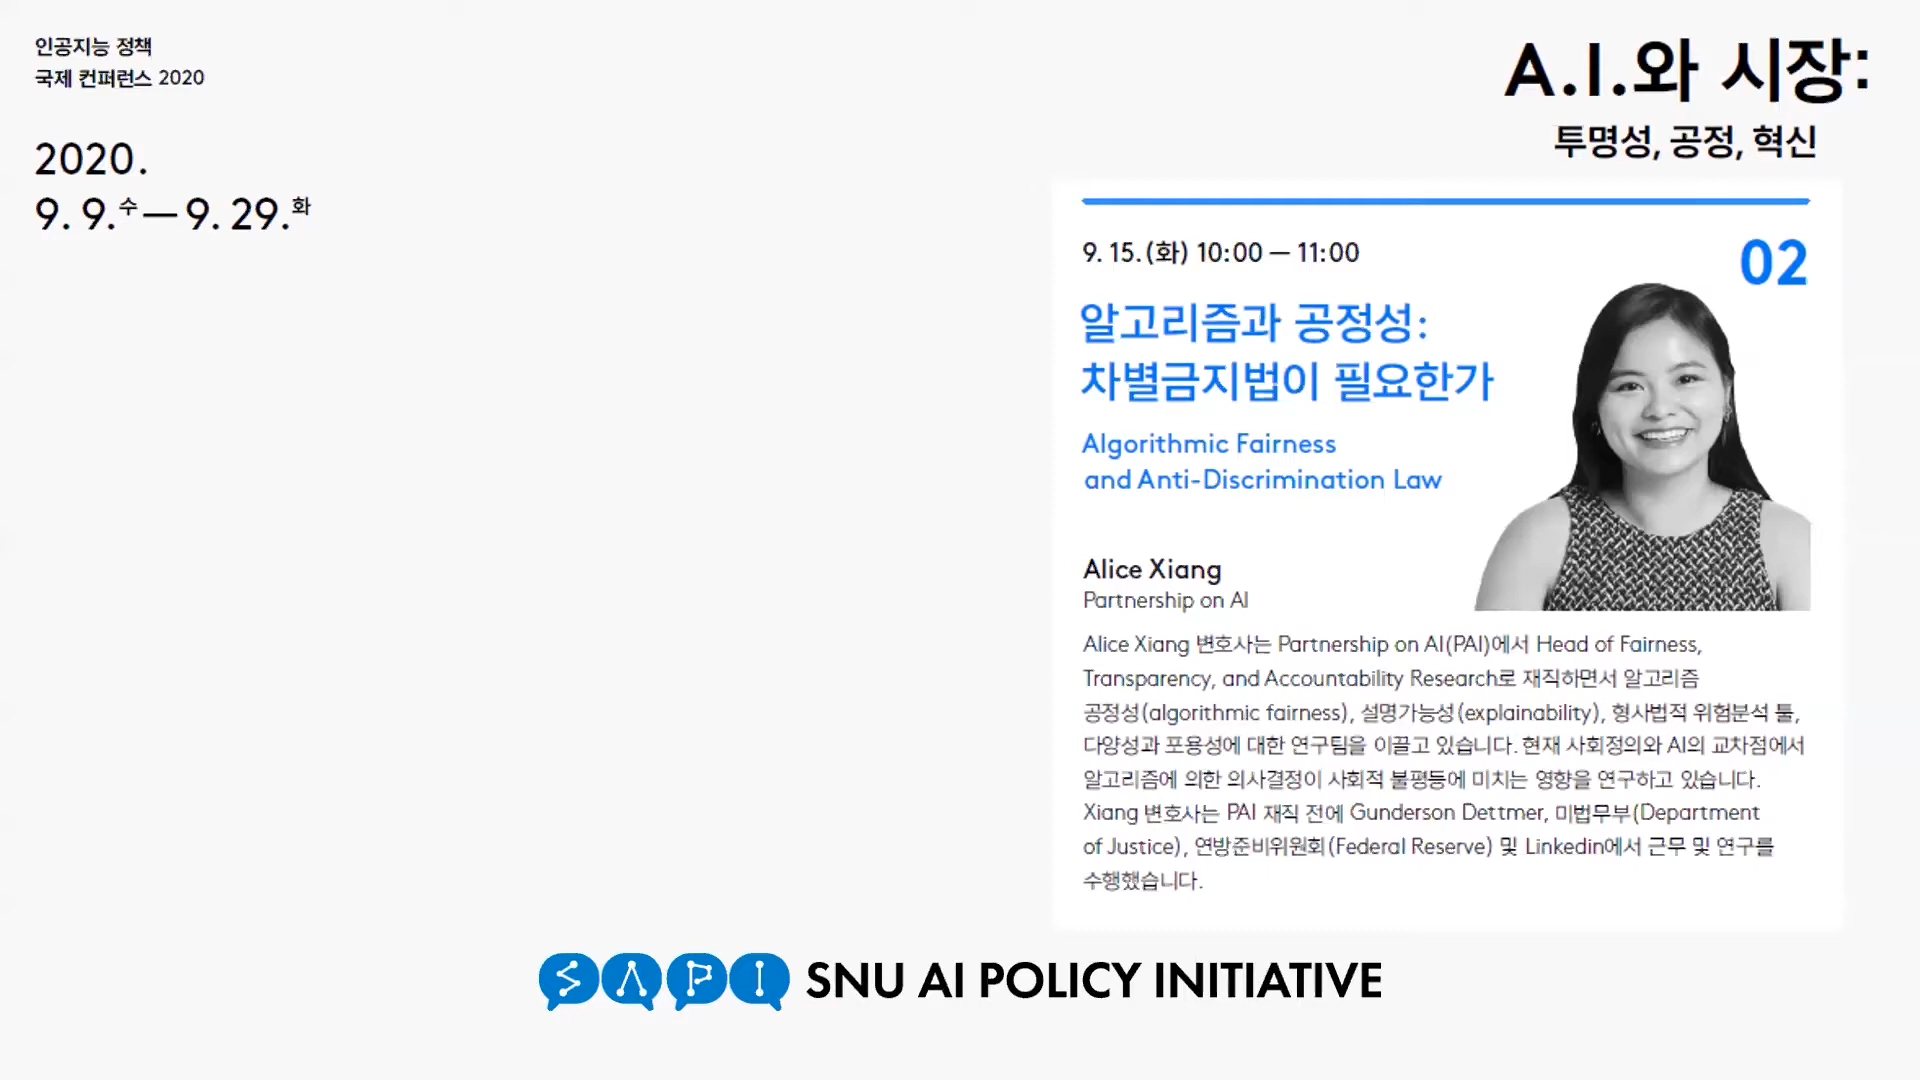 인공지능 정책
국제 컨퍼런스 2020
2020.
9. 9.수 — 9. 29.화
A.I.와 시장:
투명성, 공정, 혁신
9. 15.(화) 10:00 — 11:00
02
알고리즘과 공정성:
차별금지법이 필요한가
Algorithmic Fairness
and Anti-Discrimination Law
Alice Xiang
Partnership on AI
Alice Xiang 변호사는 Partnership on AI(PAI)에서 Head of Fairness,
Transparency, and Accountability Research로 재직하면서 알고리즘
공정성(algorithmic fairness), 설명가능성(explainability), 형사법적 위험분석 툴,
다양성과 포용성에 대한 연구팀을 이끌고 있습니다. 현재 사회정의와 AI의 교차점에서
알고리즘에 의한 의사결정이 사회적 불평등에 미치는 영향을 연구하고 있습니다.
Xiang 변호사는 PAI 재직 전에 Gunderson Dettmer, 미법무부(Department
of Justice), 연방준비위원회(Federal Reserve) 및 Linkedin에서 근무 및 연구를
수행했습니다.
SAPI SNU AI POLICY INITIATIVE